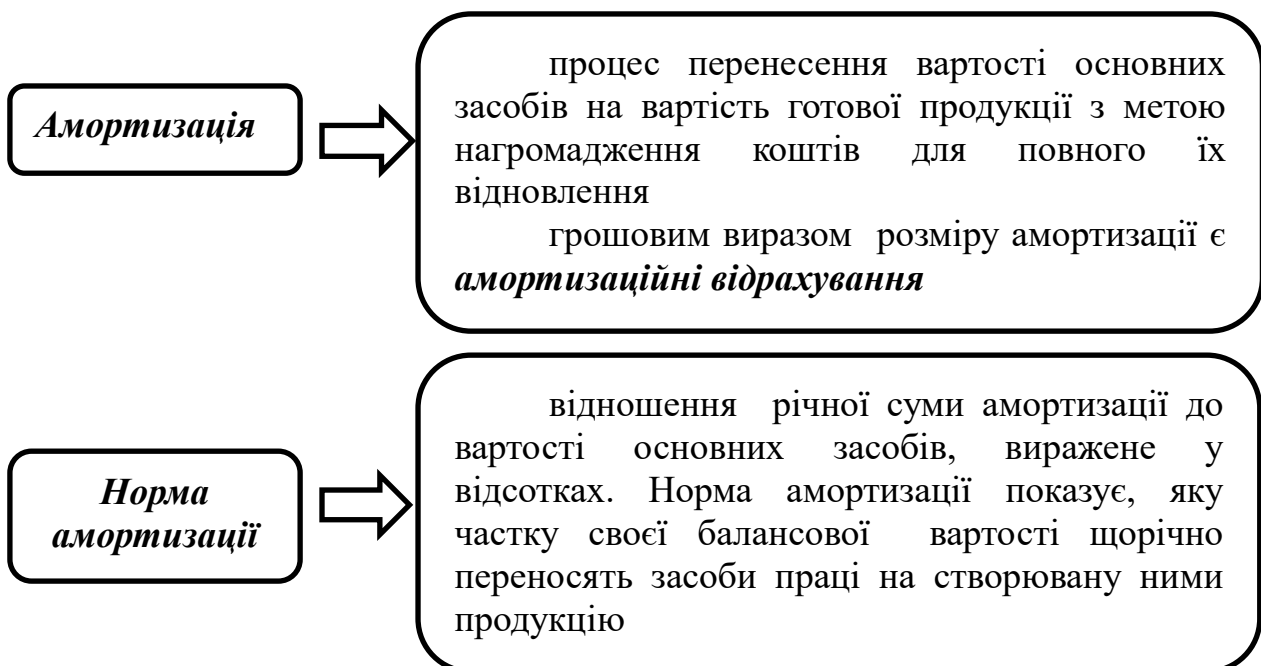 Амортизація
процес перенесення вартості основних
засобів на вартість готової продукції з метою
нагромадження коштів для повного їх
відновлення
грошовим виразом розміру амортизації є
амортизаційні відрахування
Норма
амортизації
відношення річної суми амортизації до
вартості основних засобів, виражене у
відсотках. Норма амортизації показує, яку
частку своєї балансової вартості щорічно
переносять засоби праці на створювану ними
продукцію